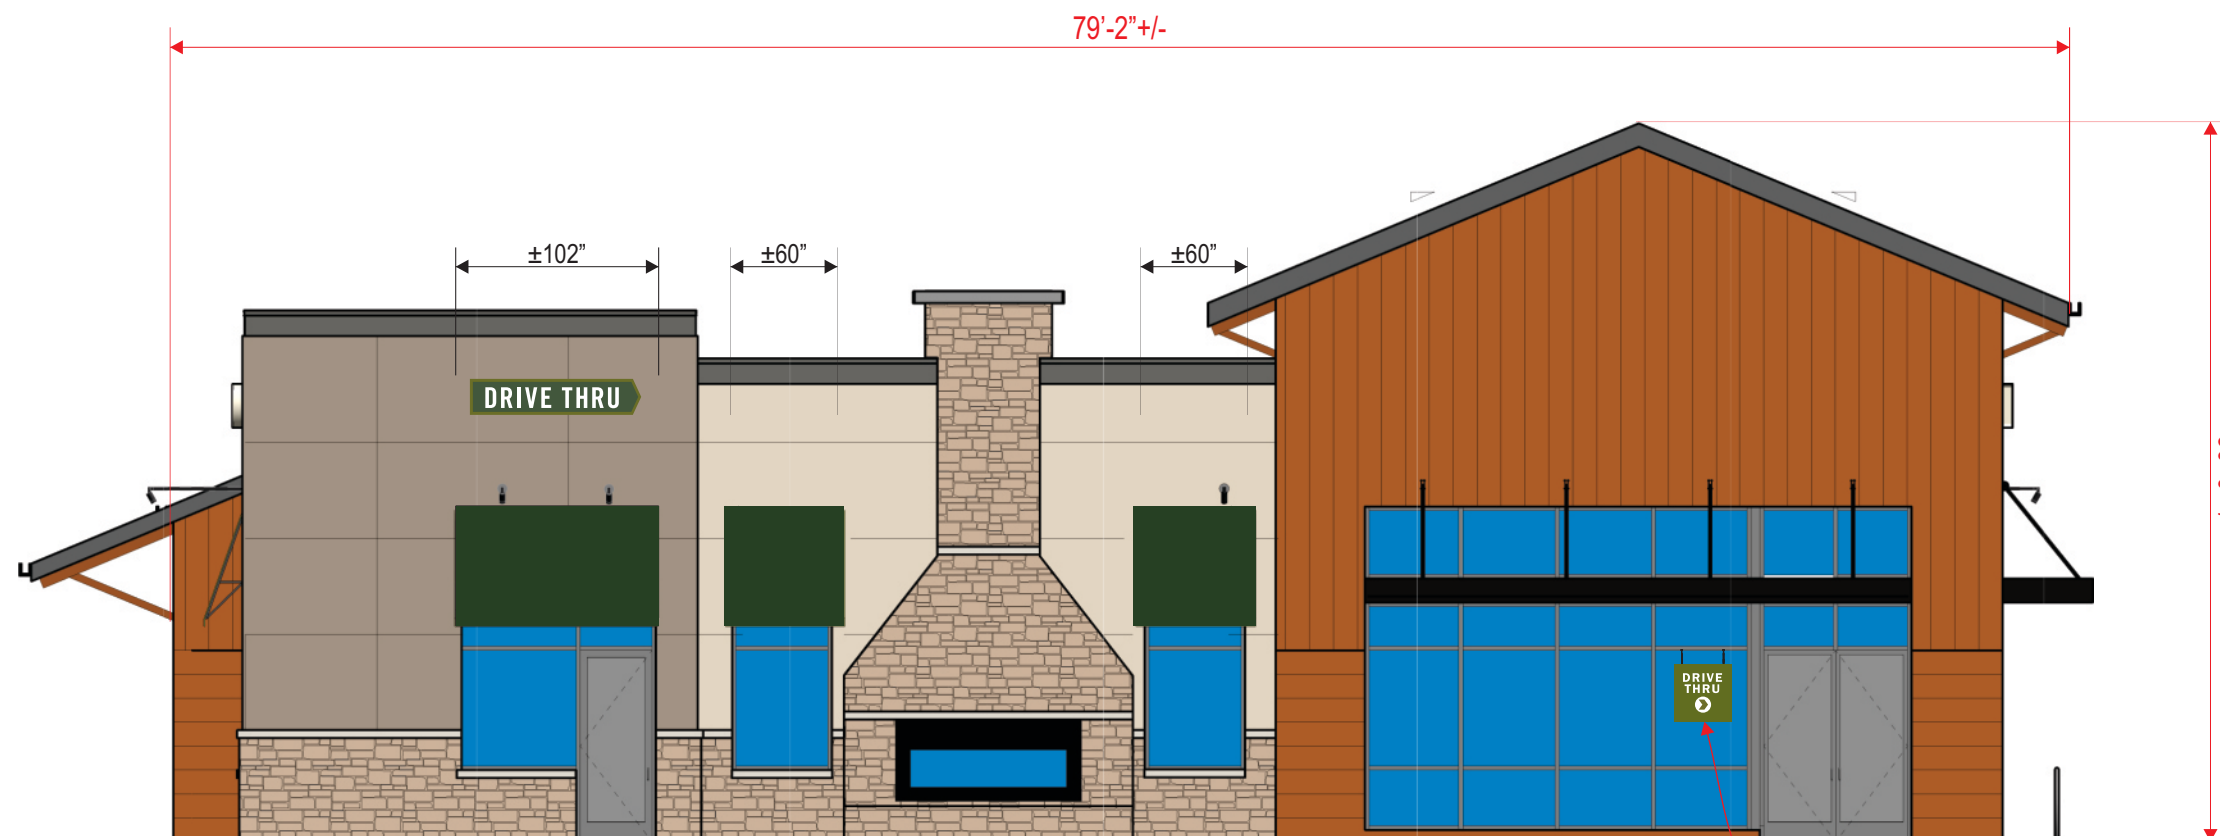 79’-2”+/-
±102”
±60”
±60”
DRIVE THRU
DRIVE
THRU